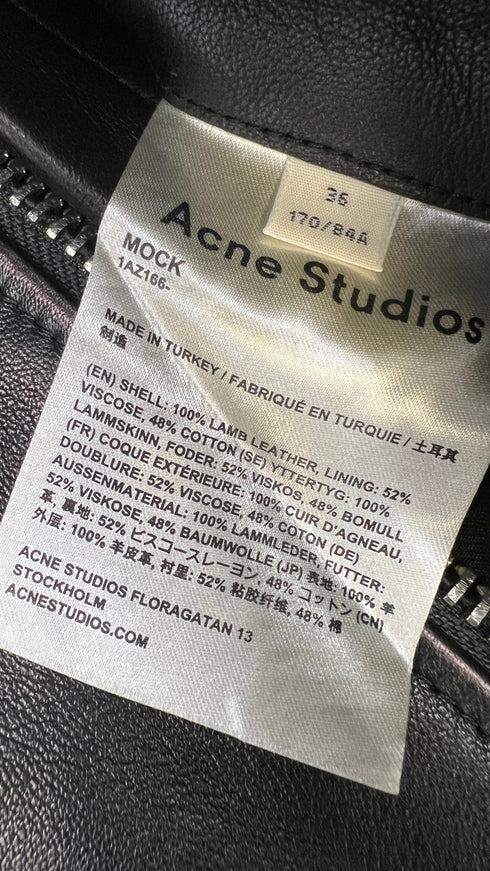 36
170/84A
Acne Studios
MOCK
1AZ166-
MADE IN TURKEY / FABRIQUÉ EN TURQUIE / 土耳其
制造
(EN) SHELL: 100% LAMB LEATHER, LINING: 52%
VISCOSE, 48% COTTON (SE) YTTERTYG: 100%
LAMMSKINN, FODER: 52% VISKOS, 48% BOMULL
(FR) COQUE EXTÉRIEURE: 100% CUIR D'AGNEAU,
DOUBLURE: 52% VISCOSE, 48% COTON (DE)
AUSSENMATERIAL: 100% LAMMLEDER, FUTTER:
52% VISKOSE, 48% BAUMWOLLE (JP) 表地: 100% 羊
革, 裏地: 52% ビスコースレーヨン, 48% コットン (CN)
外层: 100% 羊皮革, 衬里: 52% 粘胶纤维, 48% 棉
ACNE STUDIOS FLORAGATAN 13
STOCKHOLM
ACNESTUDIOS.COM